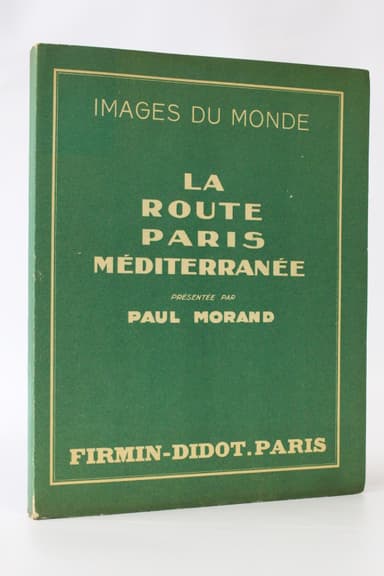 IMAGES DU MONDE
LA
ROUTE
PARIS
MÉDITERRANÉE
PRÉSENTÉE PAR
PAUL MORAND
FIRMIN-DIDOT.PARIS